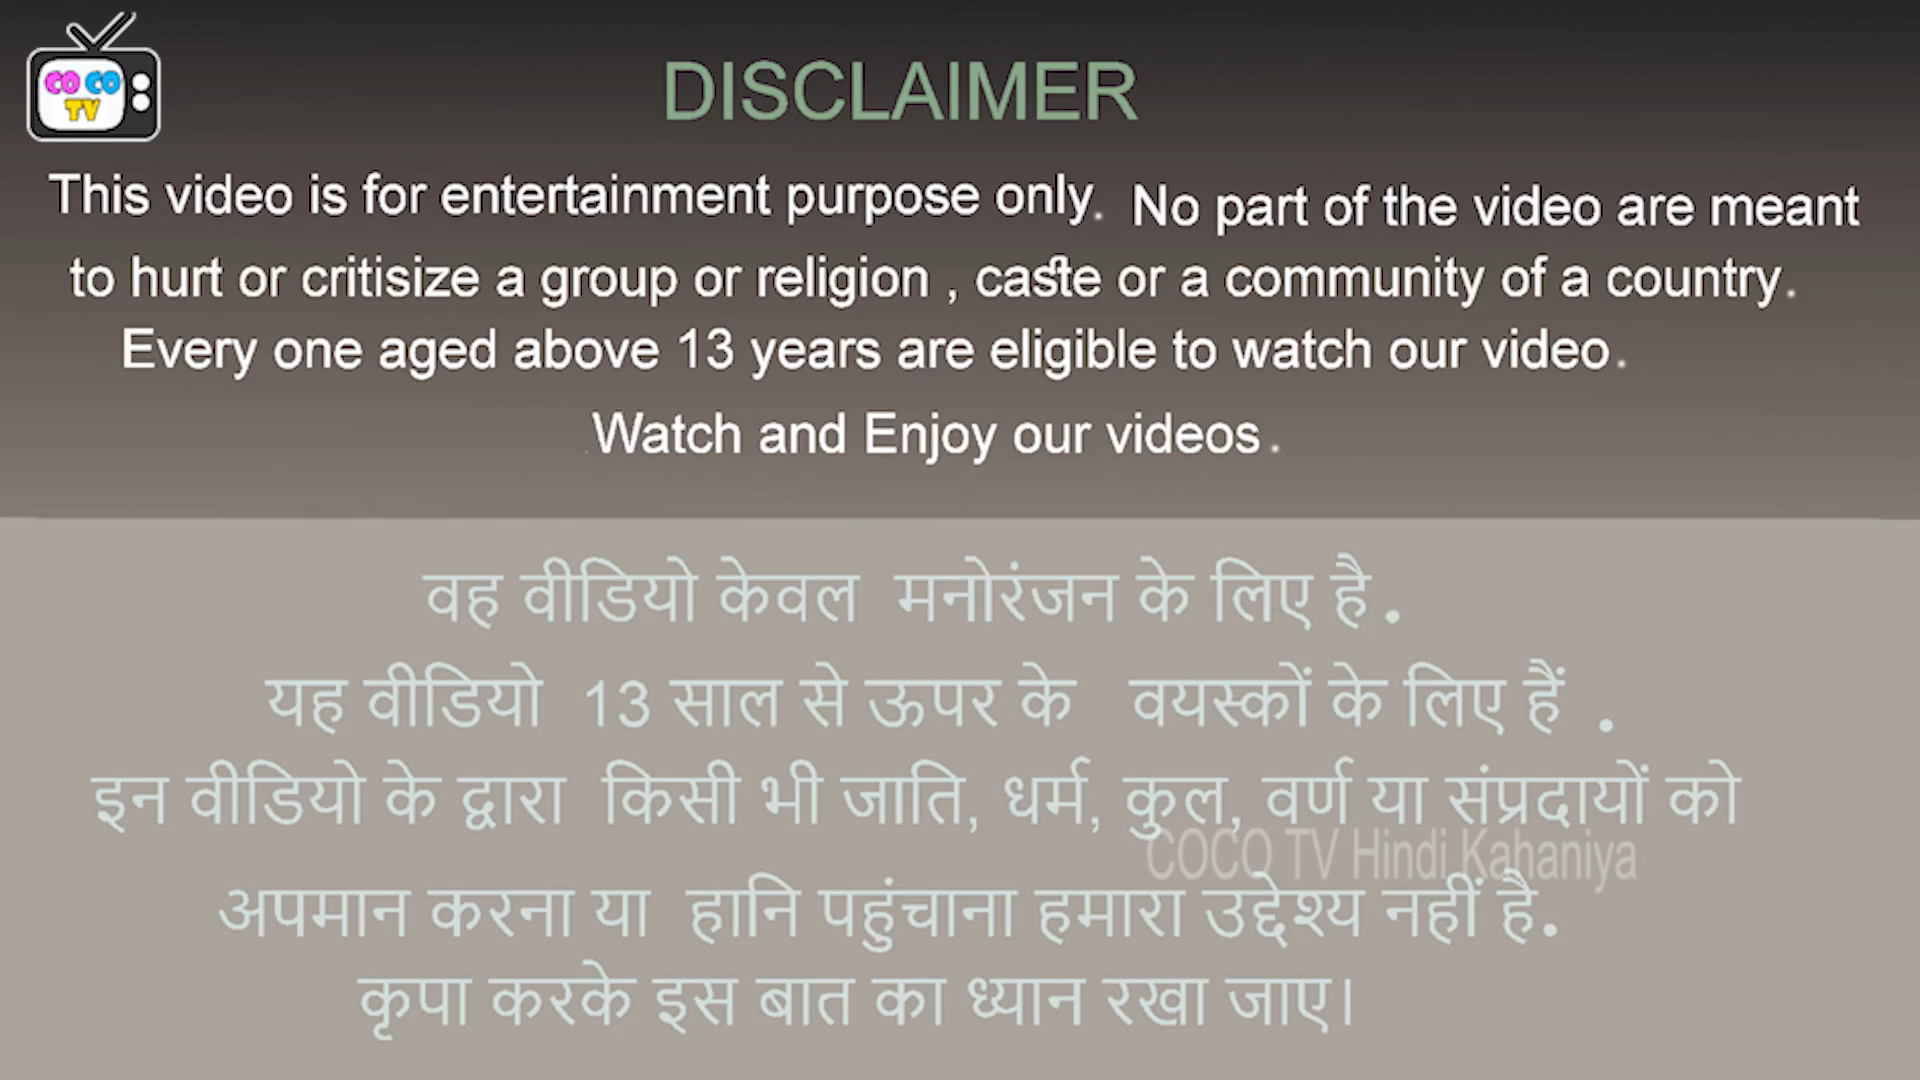 CO CO
TV
DISCLAIMER
This video is for entertainment purpose only. No part of the video are meant
to hurt or critisize a group or religion , caste or a community of a country.
Every one aged above 13 years are eligible to watch our video.
Watch and Enjoy our videos.
वह वीडियो केवल मनोरंजन के लिए है.
यह वीडियो 13 साल से ऊपर के वयस्कों के लिए हैं .
इन वीडियो के द्वारा किसी भी जाति, धर्म, कुल, वर्ण या संप्रदायों को
COCO TV Hindi Kahaniya
अपमान करना या हानि पहुंचाना हमारा उद्देश्य नहीं है.
कृपा करके इस बात का ध्यान रखा जाए।